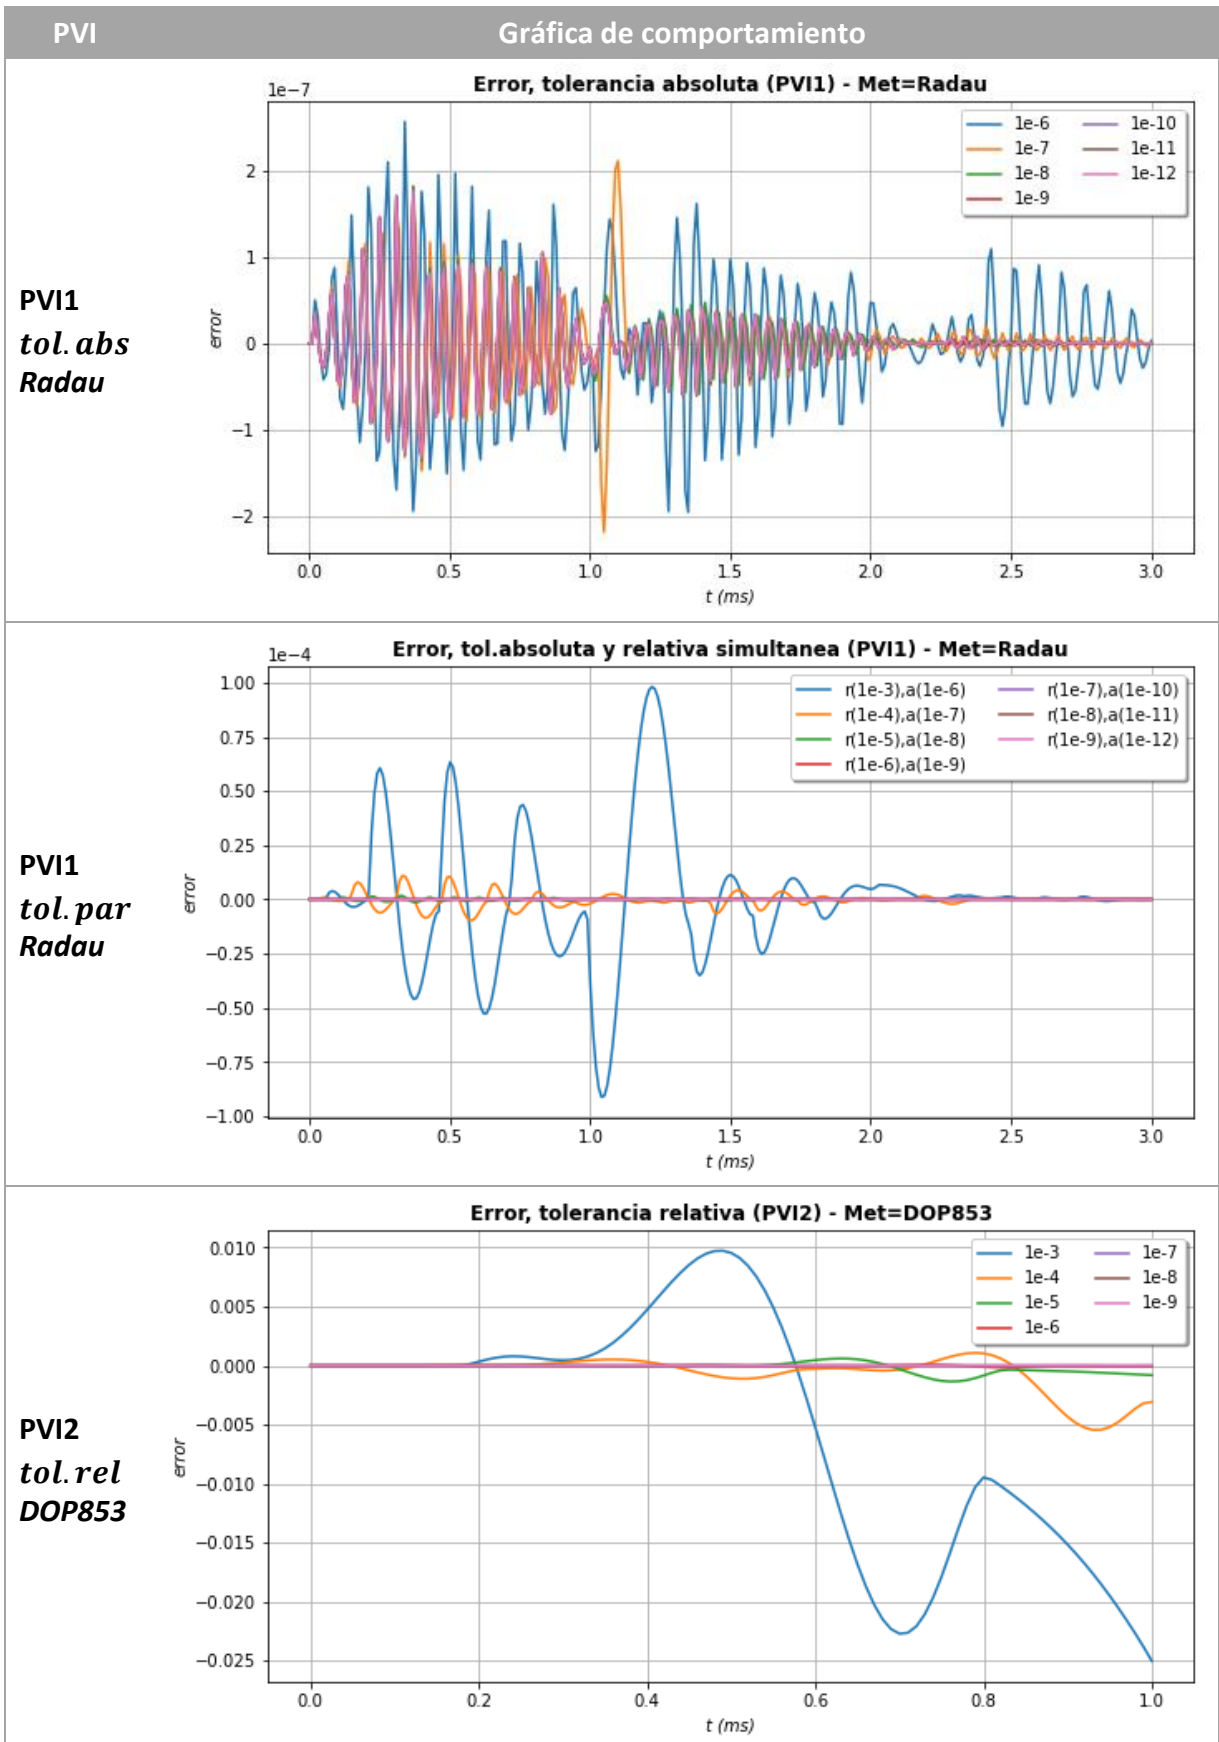 PVI Gráfica de comportamiento
PVI1
tol.abs
Radau
Error, tolerancia absoluta (PVI1) - Met=Radau
1e−7
1e-6 1e-10
1e-7 1e-11
1e-8 1e-12
1e-9
2
1
0
−1
−2
error
0.0 0.5 1.0 1.5 2.0 2.5 3.0
t (ms)
PVI1
tol.par
Radau
Error, tol.absoluta y relativa simultanea (PVI1) - Met=Radau
1e−4
r(1e-3),a(1e-6) r(1e-7),a(1e-10)
r(1e-4),a(1e-7) r(1e-8),a(1e-11)
r(1e-5),a(1e-8) r(1e-9),a(1e-12)
r(1e-6),a(1e-9)
1.00
0.75
0.50
0.25
0.00
−0.25
−0.50
−0.75
−1.00
error
0.0 0.5 1.0 1.5 2.0 2.5 3.0
t (ms)
PVI2
tol.rel
DOP853
Error, tolerancia relativa (PVI2) - Met=DOP853
1e-3 1e-7
1e-4 1e-8
1e-5 1e-9
1e-6
0.010
0.005
0.000
−0.005
−0.010
−0.015
−0.020
−0.025
error
0.0 0.2 0.4 0.6 0.8 1.0
t (ms)